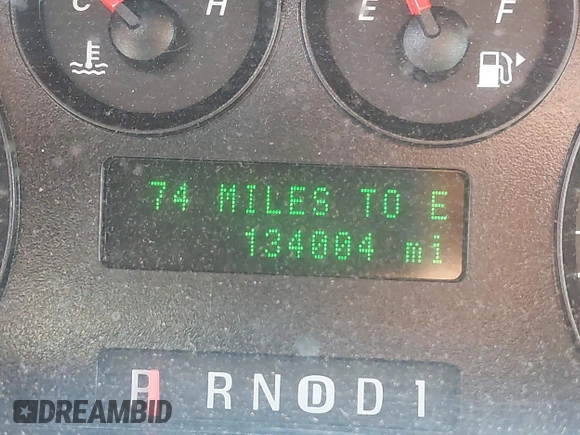 C H E F
74 MILES TO E
134004 mi
P R N D D 1
DREAMBID